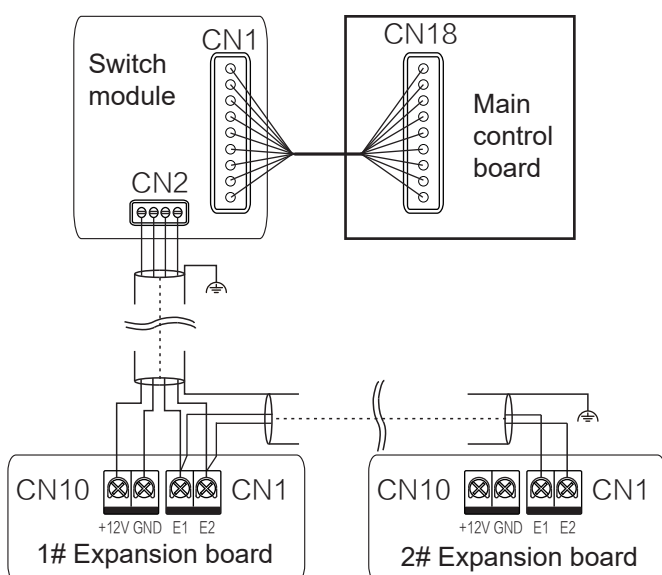 CN1
CN18
Switch
module
Main
control
board
CN2
CN10
CN1
CN10
CN1
+12V GND E1 E2
+12V GND E1 E2
1# Expansion board
2# Expansion board